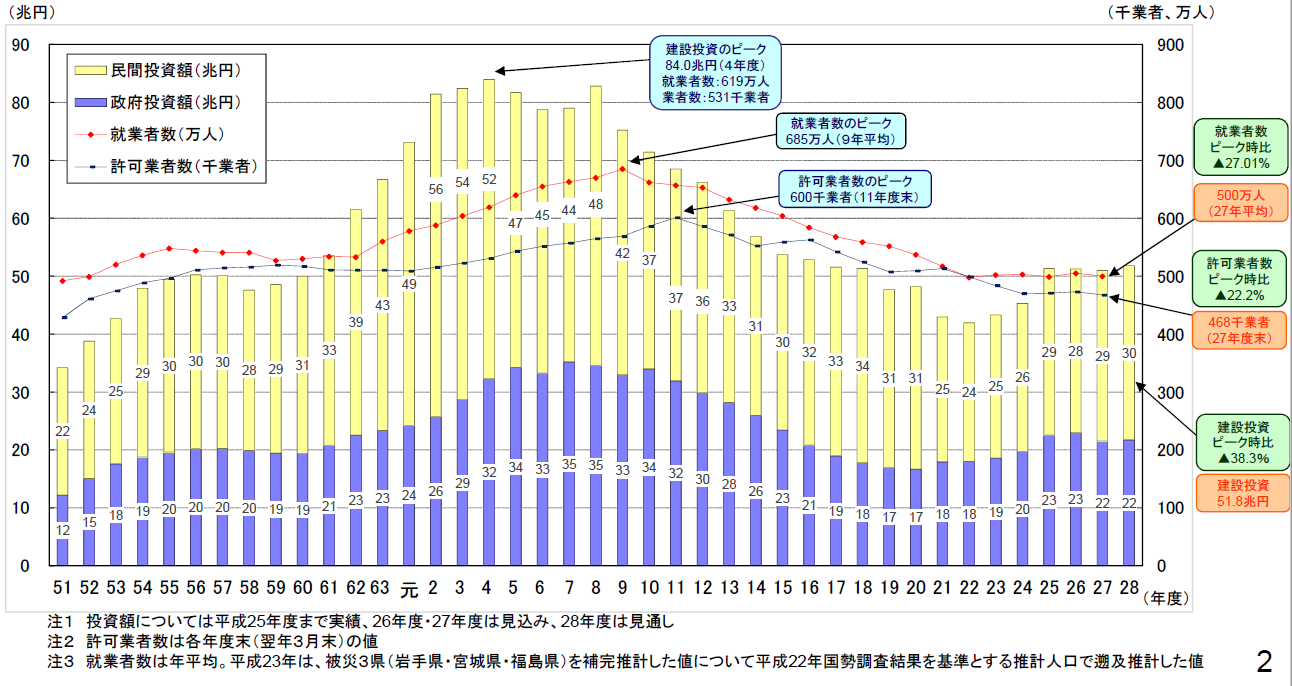 (兆円)
(千業者、万人)
90
80
70
60
50
40
30
20
10
0
900
800
700
600
500
400
300
200
100
0
民間投資額(兆円)
政府投資額(兆円)
就業者数(万人)
許可業者数(千業者)
建設投資のピーク
84.0兆円(4年度)
就業者数:619万人
業者数:531千業者
就業者数のピーク
685万人(9年平均)
許可業者数のピーク
600千業者(11年度末)
就業者数
ピーク時比
▲27.01%
500万人
(27年平均)
許可業者数
ピーク時比
▲22.2%
468千業者
(27年度末)
建設投資
ピーク時比
▲38.3%
建設投資
51.8兆円
22 24 25 29 30 30 30 28 29 31 33 39 43 49 56 54 52 47 45 44 48 42 37 37 36 33 31 30 32 33 34 31 31 25 24 25 26 29 28 29 30
12 15 18 19 20 20 20 20 19 19 21 23 23 24 26 29 32 34 33 35 35 33 34 32 30 28 26 23 21 19 18 17 17 18 18 19 20 23 23 22 22
51 52 53 54 55 56 57 58 59 60 61 62 63 元 2 3 4 5 6 7 8 9 10 11 12 13 14 15 16 17 18 19 20 21 22 23 24 25 26 27 28
(年度)
注1 投資額については平成25年度まで実績、26年度・27年度は見込み、28年度は見通し
注2 許可業者数は各年度末(翌年3月末)の値
注3 就業者数は年平均。平成23年は、被災3県(岩手県・宮城県・福島県)を補完推計した値について平成22年国勢調査結果を基準とする推計人口で遡及推計した値
2